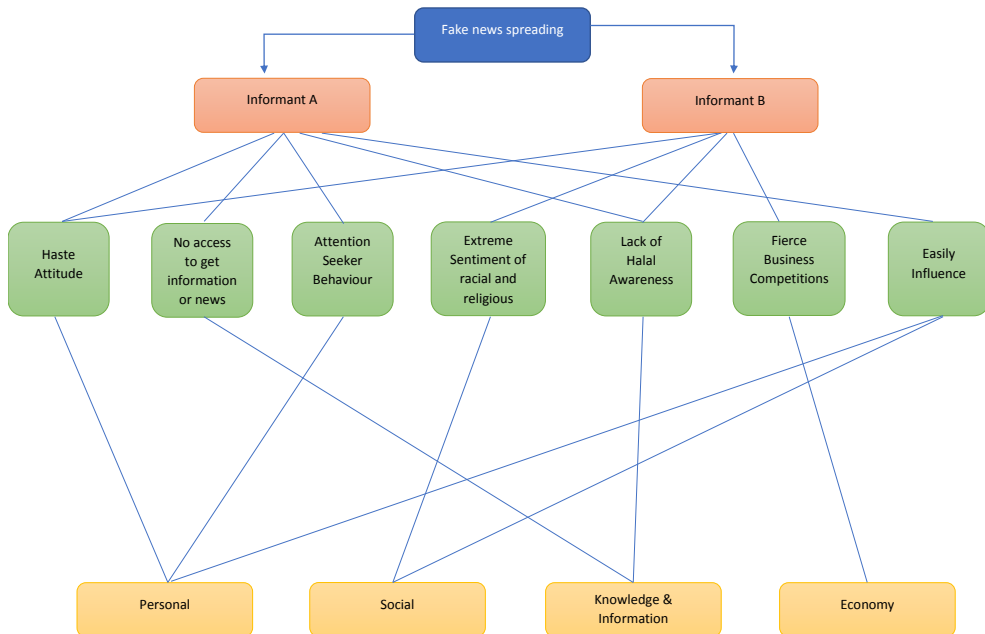 Fake news spreading
Informant A
Informant B
Haste
Attitude
No access
to get
information
or news
Attention
Seeker
Behaviour
Extreme
Sentiment of
racial and
religious
Lack of
Halal
Awareness
Fierce
Business
Competitions
Easily
Influence
Personal
Social
Knowledge &
Information
Economy